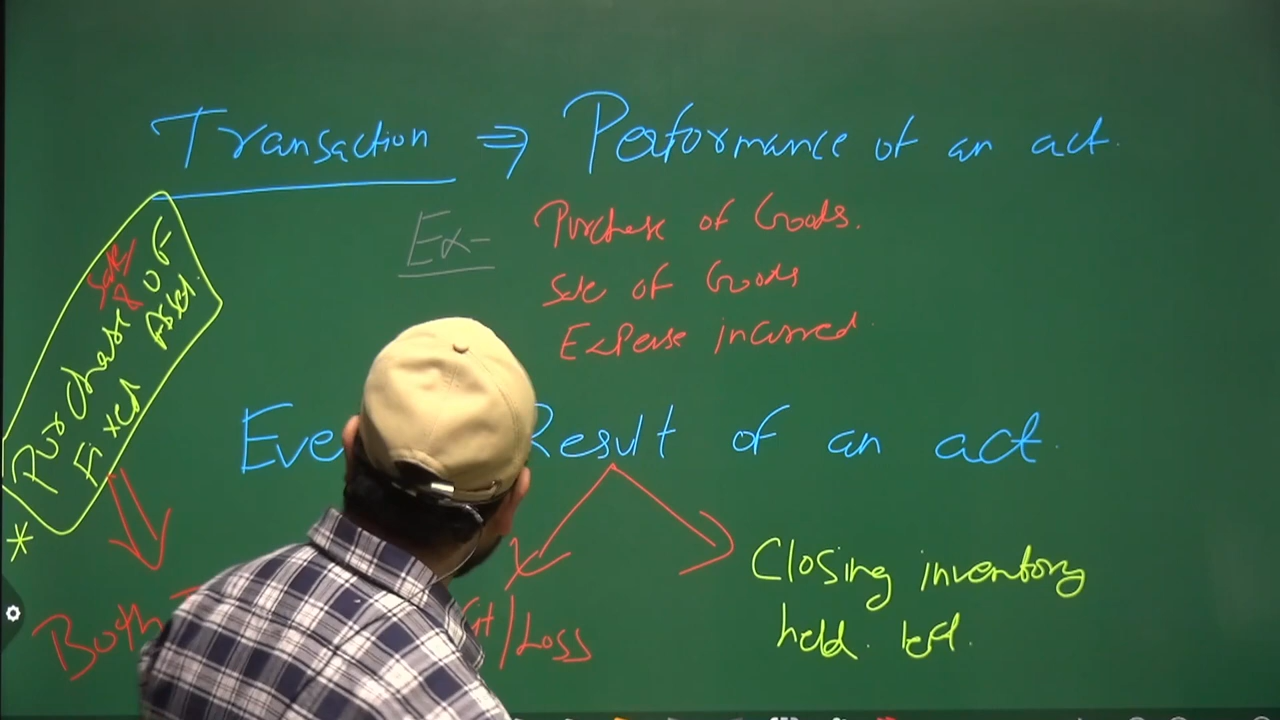 Transaction ⇒ Performance of an act.
Ex-
Purchase of Goods.
Sale of Goods
Expense incurred.
Sale/
Purchase of
Fixed Asset.
*
Eve
Result of an act.
Both
/Loss
Closing inventory
held.